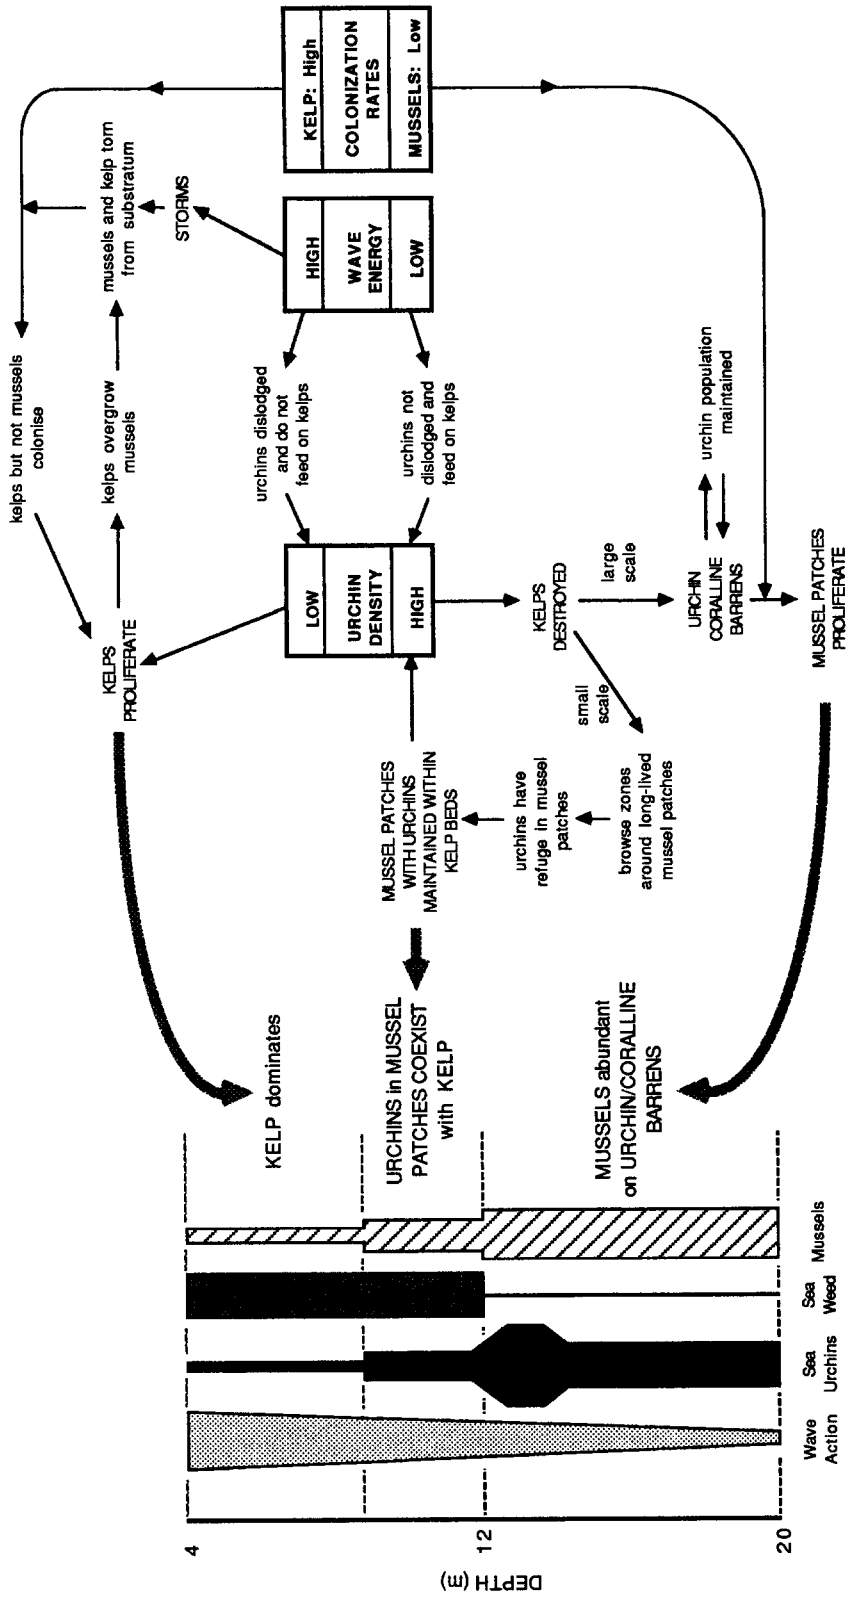 DEPTH (m)
4
12
20
Wave
Action
Sea
Urchins
Sea
Weed
Mussels
KELP dominates
URCHINS in MUSSEL
PATCHES COEXIST
with KELP
MUSSELS abundant
on URCHIN/CORALLINE
BARRENS
KELPS
PROLIFERATE
kelps but not mussels
colonise
kelps overgrow
mussels
mussels and kelp torn
from substratum
STORMS
MUSSEL PATCHES
WITH URCHINS
MAINTAINED WITHIN
KELP BEDS
urchins have
refuge in mussel
patches
browse zones
around long-lived
mussel patches
small
scale
LOW
URCHIN
DENSITY
HIGH
urchins dislodged
and do not
feed on kelps
urchins not
dislodged and
feed on kelps
HIGH
WAVE
ENERGY
LOW
KELP: High
COLONIZATION
RATES
MUSSELS: Low
KELPS
DESTROYED
large
scale
URCHIN
CORALLINE
BARRENS
urchin population
maintained
MUSSEL PATCHES
PROLIFERATE